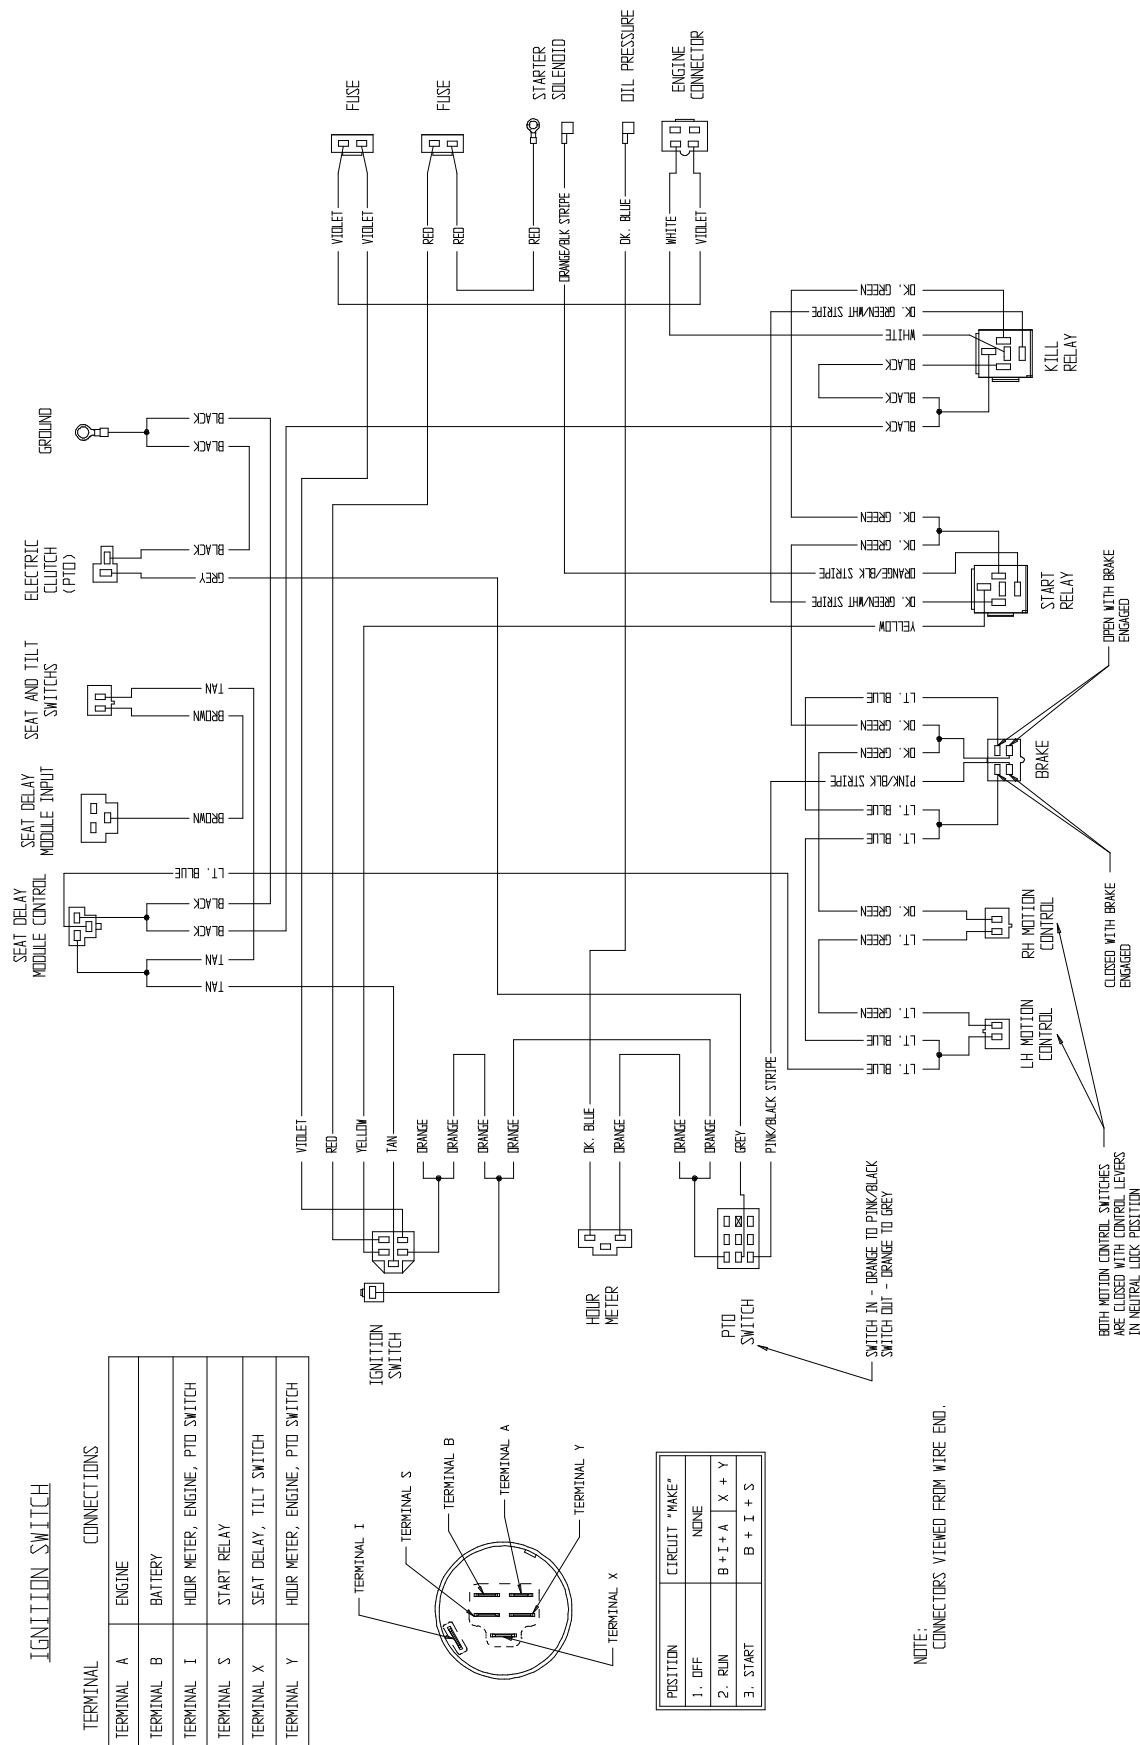 IGNITION SWITCH
TERMINAL CONNECTIONS
TERMINAL A ENGINE
TERMINAL B BATTERY
TERMINAL I HOUR METER, ENGINE, PTO SWITCH
TERMINAL S START RELAY
TERMINAL X SEAT DELAY, TILT SWITCH
TERMINAL Y HOUR METER, ENGINE, PTO SWITCH
TERMINAL I
TERMINAL S
TERMINAL B
TERMINAL A
TERMINAL Y
TERMINAL X
POSITION CIRCUIT "MAKE"
1. OFF NONE
2. RUN B+I+A X + Y
3. START B + I + S
NOTE:
CONNECTORS VIEWED FROM WIRE END.
SEAT DELAY
MODULE CONTROL
SEAT DELAY
MODULE INPUT
SEAT AND TILT
SWITCHS
ELECTRIC
CLUTCH
(PTO)
GROUND
TAN
TAN
BLACK
BLACK
LT. BLUE
BROWN
BROWN
TAN
GREY
BLACK
BLACK
BLACK
FUSE
FUSE
STARTER
SOLENOID
OIL PRESSURE
ENGINE
CONNECTOR
VIOLET
VIOLET
RED
RED
RED
ORANGE/BLK STRIPE
DK. BLUE
WHITE
VIOLET
IGNITION
SWITCH
VIOLET
RED
YELLOW
TAN
ORANGE
ORANGE
ORANGE
ORANGE
HOUR
METER
DK. BLUE
ORANGE
PTO
SWITCH
ORANGE
ORANGE
GREY
PINK/BLACK STRIPE
SWITCH IN - ORANGE TO PINK/BLACK
SWITCH OUT - ORANGE TO GREY
LT. BLUE
LT. BLUE
LT. GREEN
LH MOTION
CONTROL
LT. GREEN
DK. GREEN
RH MOTION
CONTROL
BOTH MOTION CONTROL SWITCHES
ARE CLOSED WITH CONTROL LEVERS
IN NEUTRAL LOCK POSITION
LT. BLUE
LT. BLUE
PINK/BLK STRIPE
DK. GREEN
DK. GREEN
LT. BLUE
BRAKE
CLOSED WITH BRAKE
ENGAGED
OPEN WITH BRAKE
ENGAGED
YELLOW
DK. GREEN/WHT STRIPE
ORANGE/BLK STRIPE
DK. GREEN
DK. GREEN
START
RELAY
BLACK
BLACK
BLACK
WHITE
DK. GREEN/WHT STRIPE
DK. GREEN
KILL
RELAY